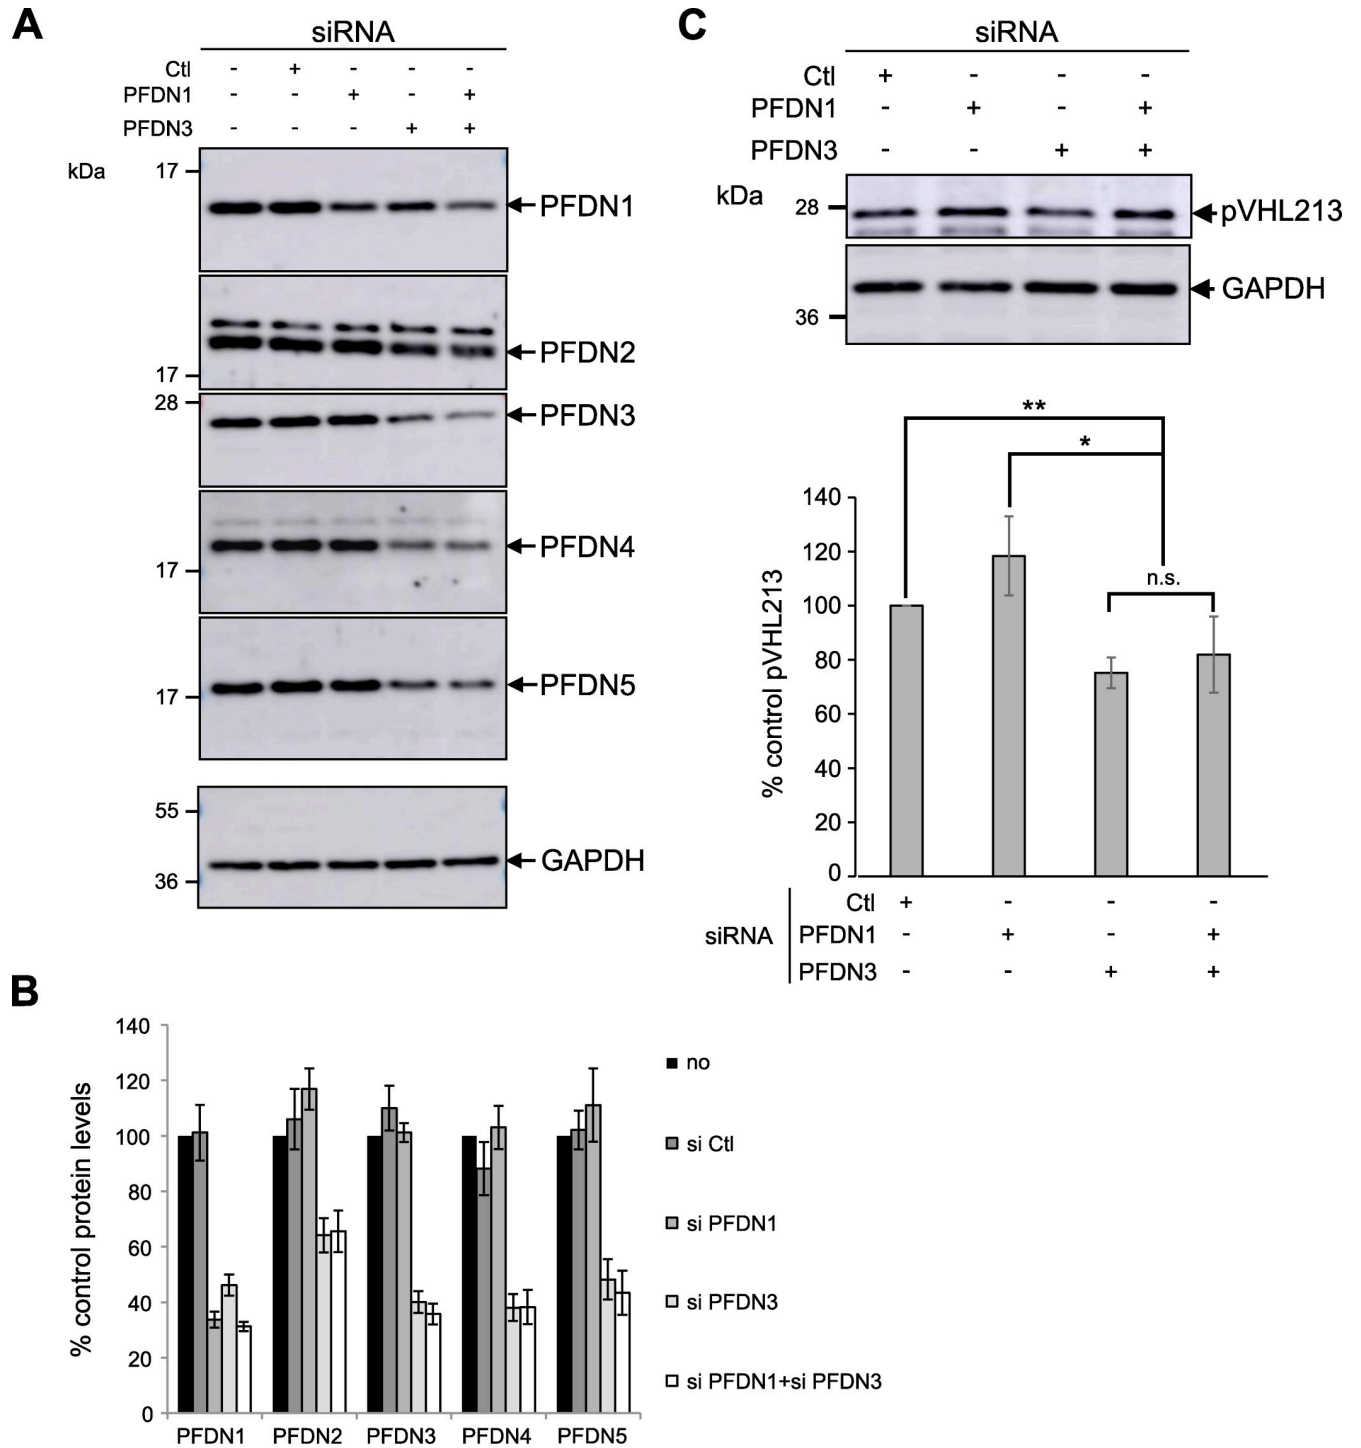 A
siRNA
Ctl - + - - -
PFDN1 - - + - +
PFDN3 - - - + +
kDa
17
PFDN1
PFDN2
17
28
PFDN3
PFDN4
17
PFDN5
17
55
GAPDH
36
C
siRNA
Ctl + - - -
PFDN1 - + - +
PFDN3 - - + +
kDa
28
pVHL213
GAPDH
36
**
*
n.s.
% control pVHL213
140
120
100
80
60
40
20
0
siRNA
Ctl + - - -
PFDN1 - + - +
PFDN3 - - + +
B
% control protein levels
140
120
100
80
60
40
20
0
PFDN1 PFDN2 PFDN3 PFDN4 PFDN5
no
si Ctl
si PFDN1
si PFDN3
si PFDN1+si PFDN3